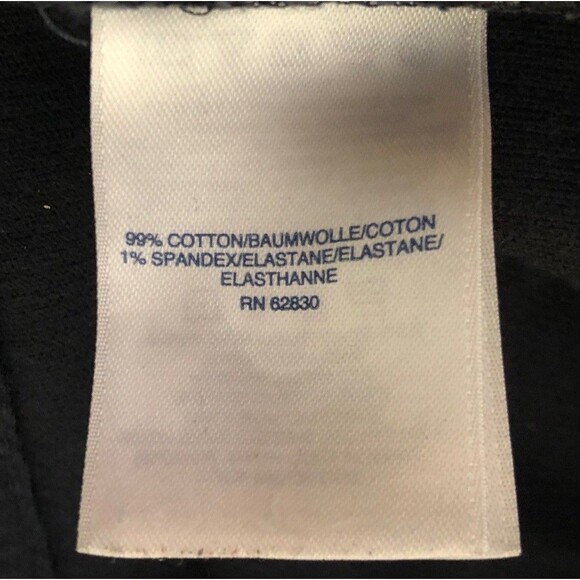 99% COTTON/BAUMWOLLE/COTON
1% SPANDEX/ELASTANE/ELASTANE/
ELASTHANNE
RN 62830